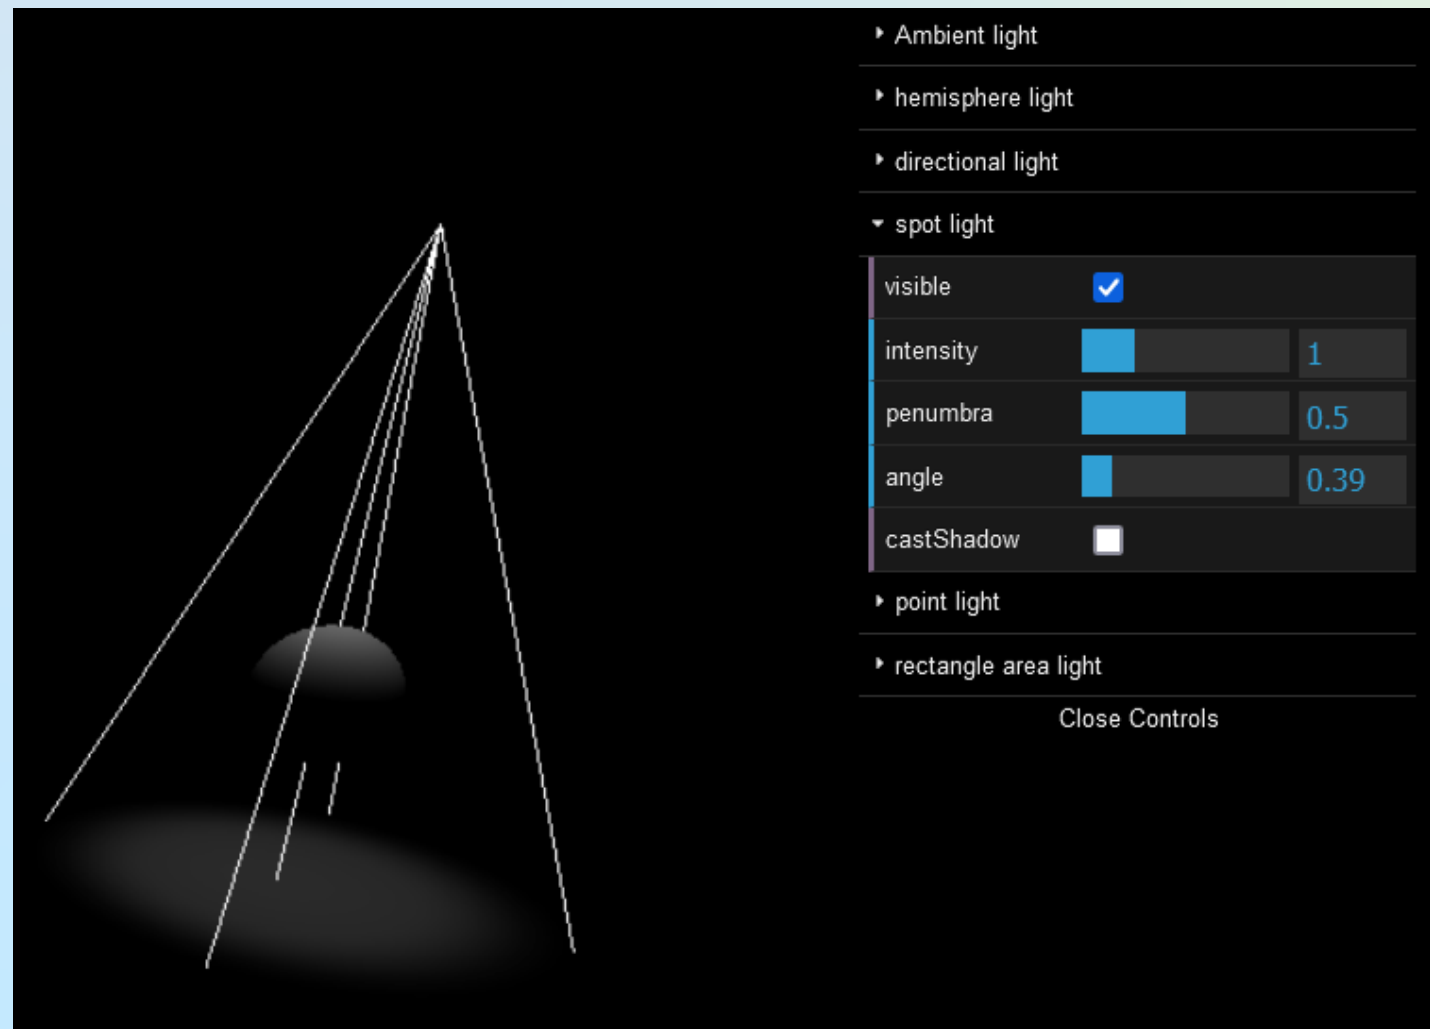 Ambient light
hemisphere light
directional light
spot light
visible
intensity 1
penumbra 0.5
angle 0.39
castShadow
point light
rectangle area light
Close Controls